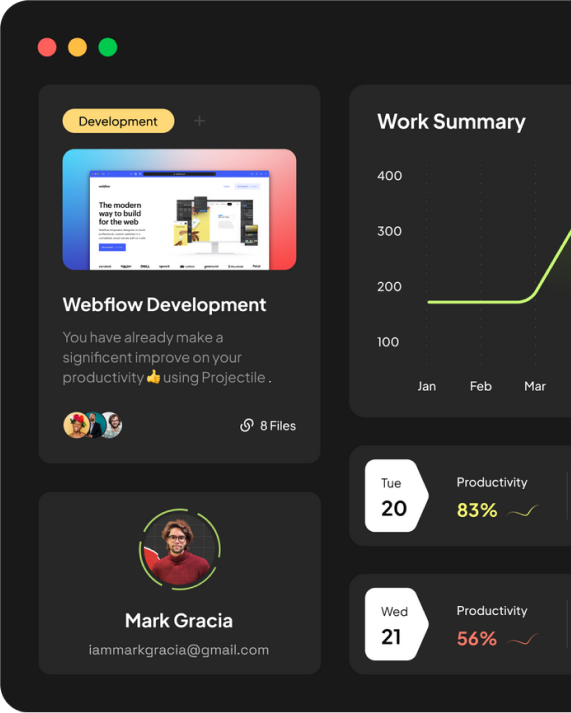 Development +
webflow
The modern
way to build
for the web
Webflow Development
You have already make a
significent improve on your
productivity 👍 using Projectile .
8 Files
Mark Gracia
iammarkgracia@gmail.com
Work Summary
400
300
200
100
Jan Feb Mar
Tue
20
Productivity
83%
Wed
21
Productivity
56%